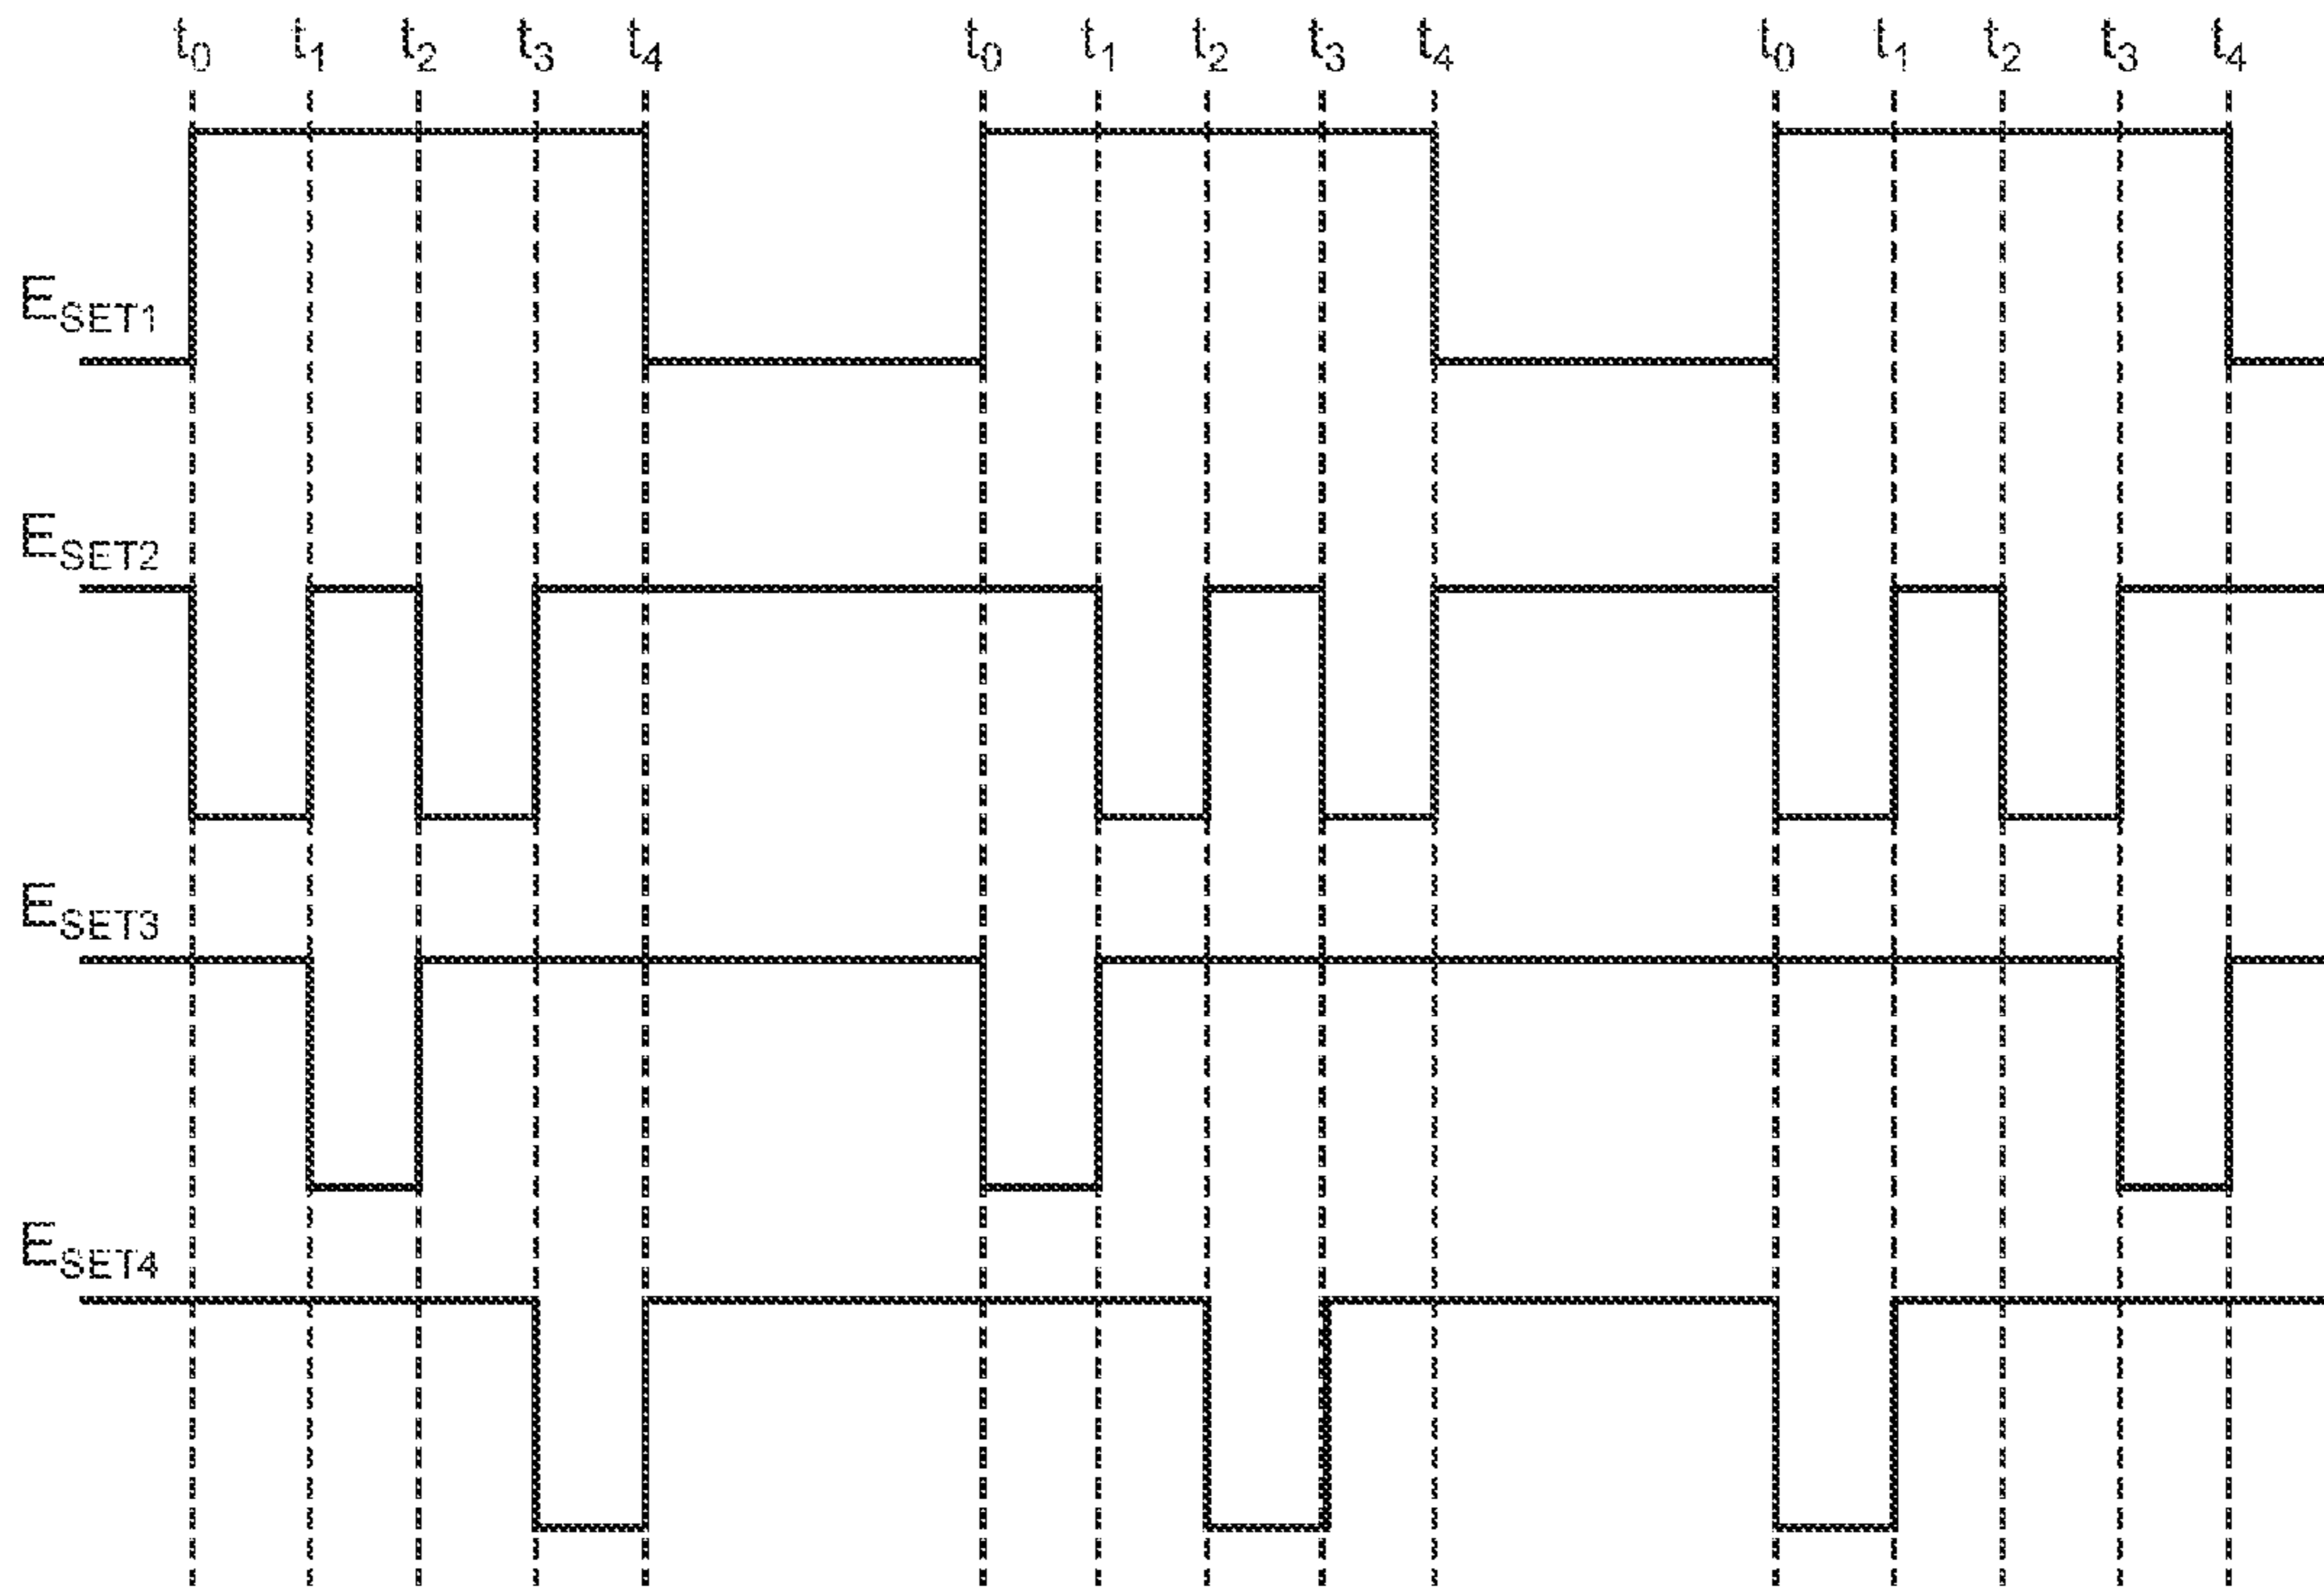 t0 t1 t2 t3 t4 t0 t1 t2 t3 t4 t0 t1 t2 t3 t4
ESET1
ESET2
ESET3
ESET4